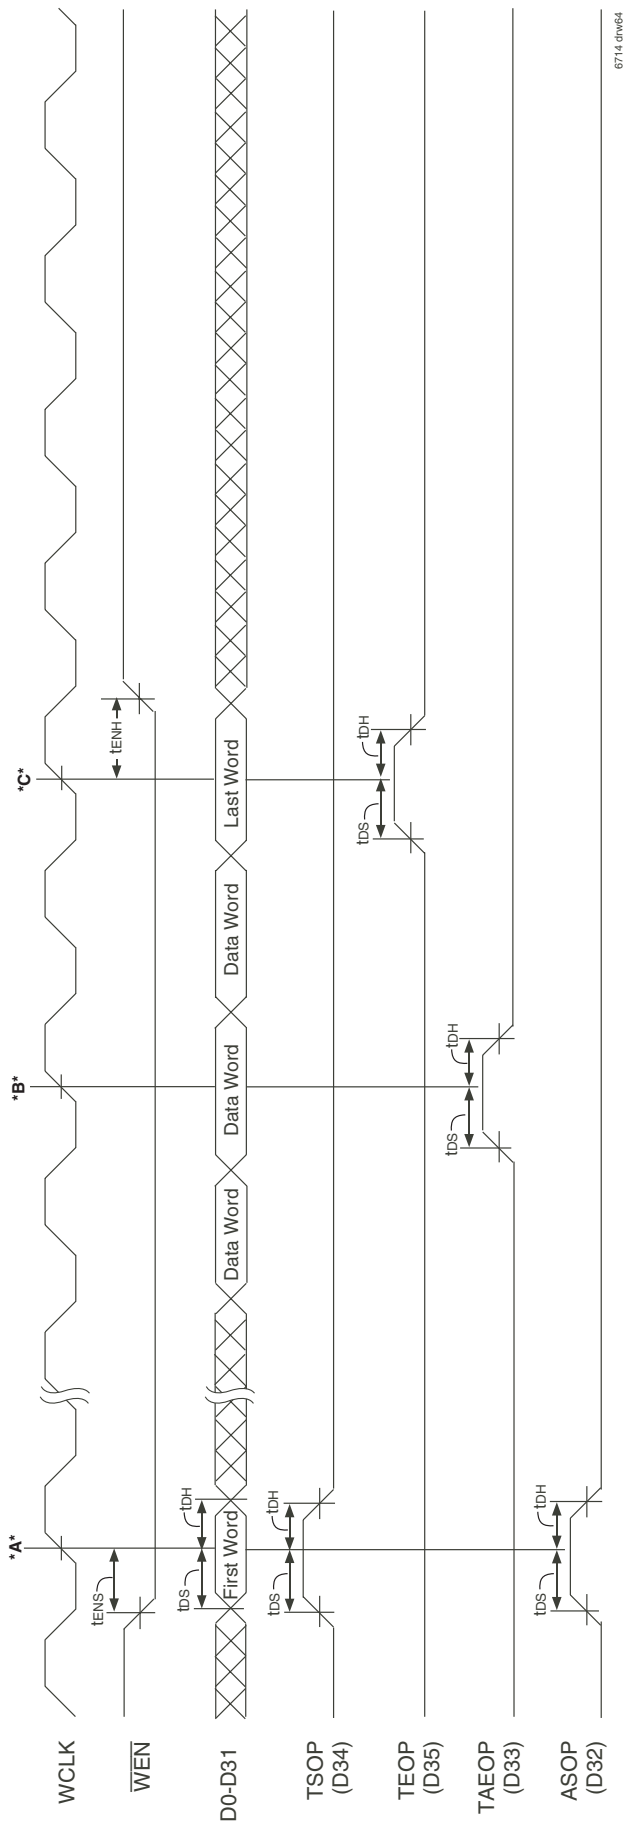 *A*
*B*
*C*
WCLK
tENS
tENH
WEN
tDS
tDH
D0-D31
First Word
Data Word
Data Word
Data Word
Last Word
tDS
tDH
TSOP
(D34)
tDS
tDH
TEOP
(D35)
tDS
tDH
TAEOP
(D33)
tDS
tDH
ASOP
(D32)
6714 drw64